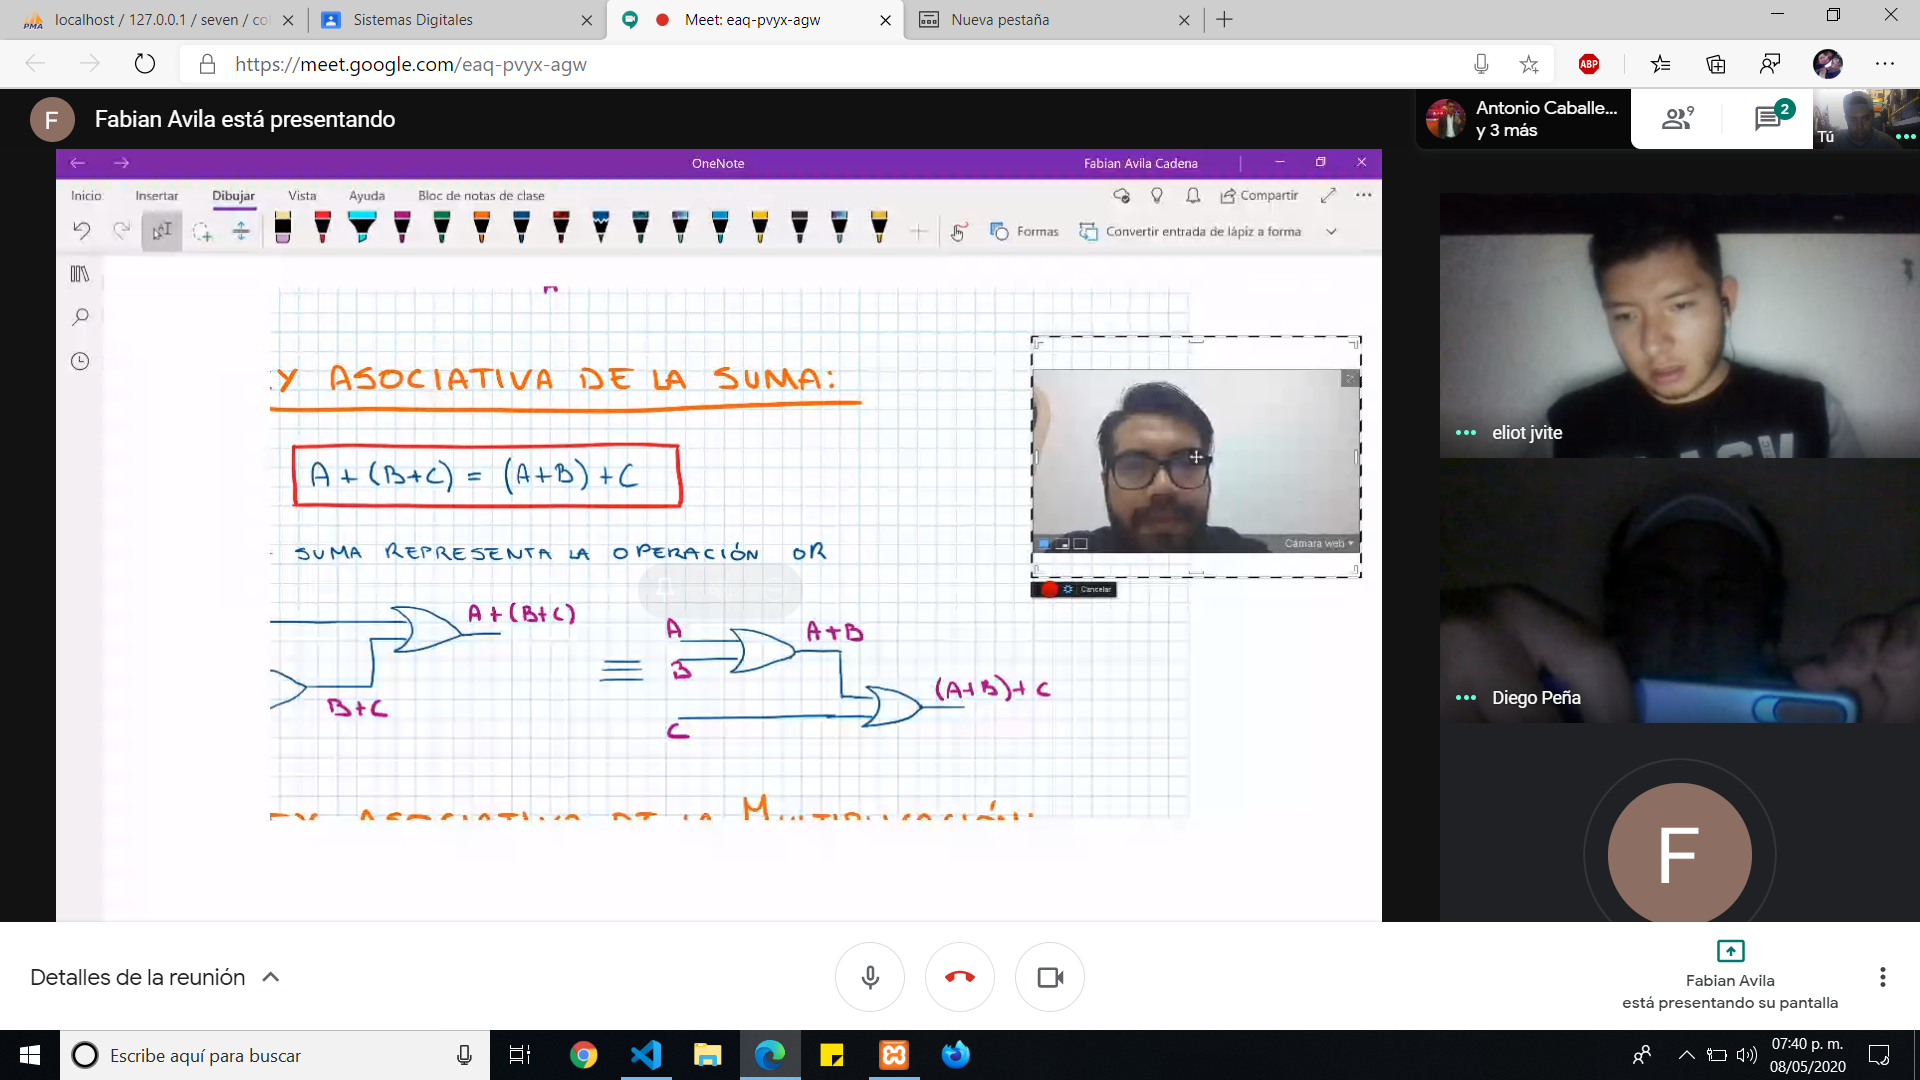 localhost / 127.0.0.1 / seven / co
Sistemas Digitales
Meet: eaq-pvyx-agw
Nueva pestaña
https://meet.google.com/eaq-pvyx-agw
ABP
F
Fabian Avila está presentando
Antonio Caballe...
y 3 más
9
2
Tú
OneNote
Fabian Avila Cadena
Inicio
Insertar
Dibujar
Vista
Ayuda
Bloc de notas de clase
Compartir
Formas
Convertir entrada de lápiz a forma
Y ASOCIATIVA DE LA SUMA:
A + (B+C) = (A+B) + C
SUMA REPRESENTA LA OPERACIÓN OR
A + (B+C)
B+C
A
B
A+B
C
(A+B)+C
EY ASOCIATIVA DE LA MULTIPLICACIÓN:
Cámara web
Cancelar
eliot jvite
Diego Peña
F
Detalles de la reunión
Fabian Avila
está presentando su pantalla
Escribe aquí para buscar
07:40 p. m.
08/05/2020